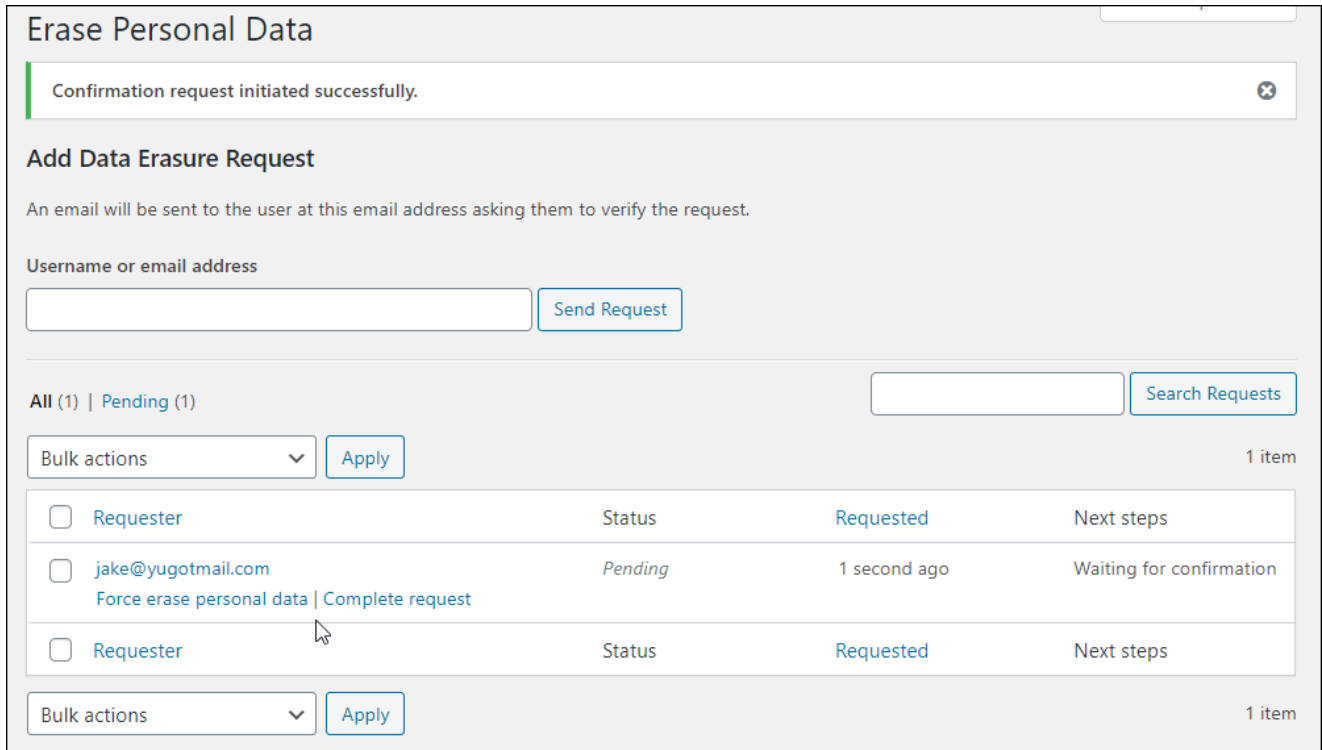 Erase Personal Data
Confirmation request initiated successfully.
Add Data Erasure Request
An email will be sent to the user at this email address asking them to verify the request.
Username or email address
Send Request
All (1) | Pending (1)
Search Requests
Bulk actions Apply 1 item
Requester Status Requested Next steps
jake@yugotmail.com Pending 1 second ago Waiting for confirmation
Force erase personal data | Complete request
Requester Status Requested Next steps
Bulk actions Apply 1 item